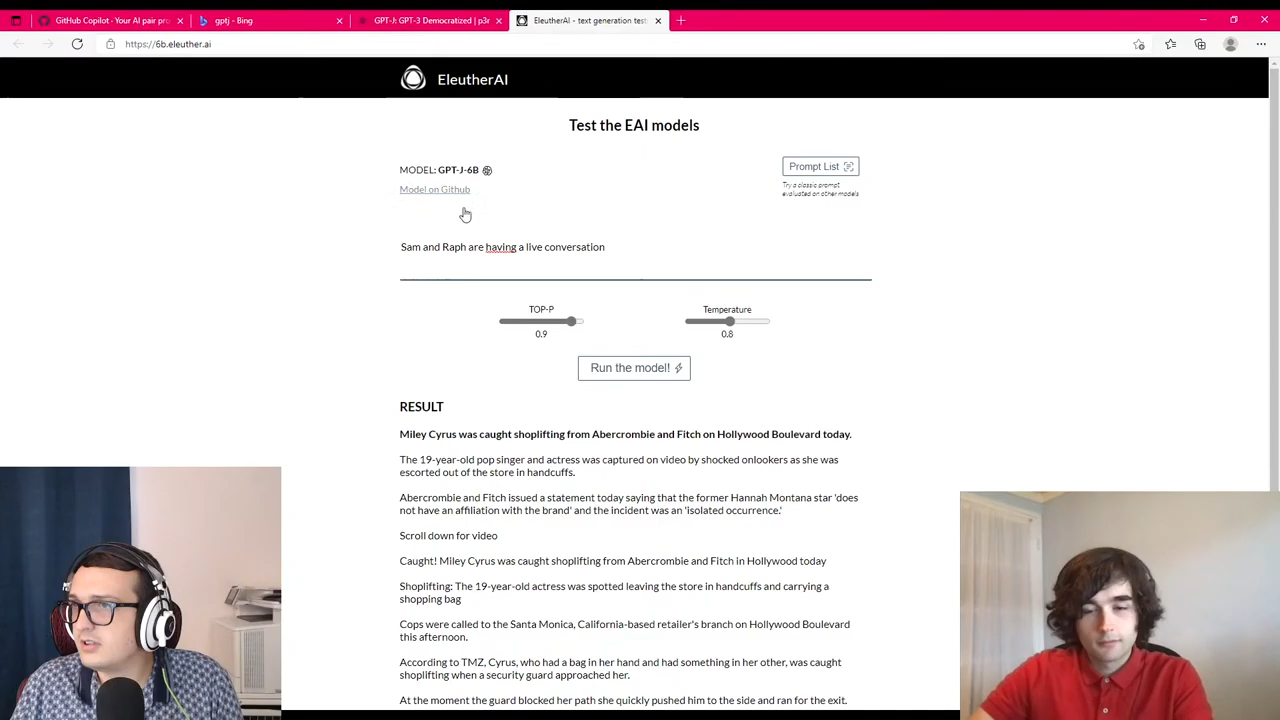 GitHub Copilot · Your AI pair pro
gptj - Bing
GPT-J: GPT-3 Democratized | p3r
EleutherAI - text generation test
https://6b.eleuther.ai
EleutherAI
Test the EAI models
MODEL: GPT-J-6B
Model on Github
Prompt List
Try a classic prompt
evaluated on other models
Sam and Raph are having a live conversation
TOP-P
0.9
Temperature
0.8
Run the model!
RESULT
Miley Cyrus was caught shoplifting from Abercrombie and Fitch on Hollywood Boulevard today.
The 19-year-old pop singer and actress was captured on video by shocked onlookers as she was
escorted out of the store in handcuffs.
Abercrombie and Fitch issued a statement today saying that the former Hannah Montana star 'does
not have an affiliation with the brand' and the incident was an 'isolated occurrence.'
Scroll down for video
Caught! Miley Cyrus was caught shoplifting from Abercrombie and Fitch in Hollywood today
Shoplifting: The 19-year-old actress was spotted leaving the store in handcuffs and carrying a
shopping bag
Cops were called to the Santa Monica, California-based retailer's branch on Hollywood Boulevard
this afternoon.
According to TMZ, Cyrus, who had a bag in her hand and had something in her other, was caught
shoplifting when a security guard approached her.
At the moment the guard blocked her path she quickly pushed him to the side and ran for the exit.